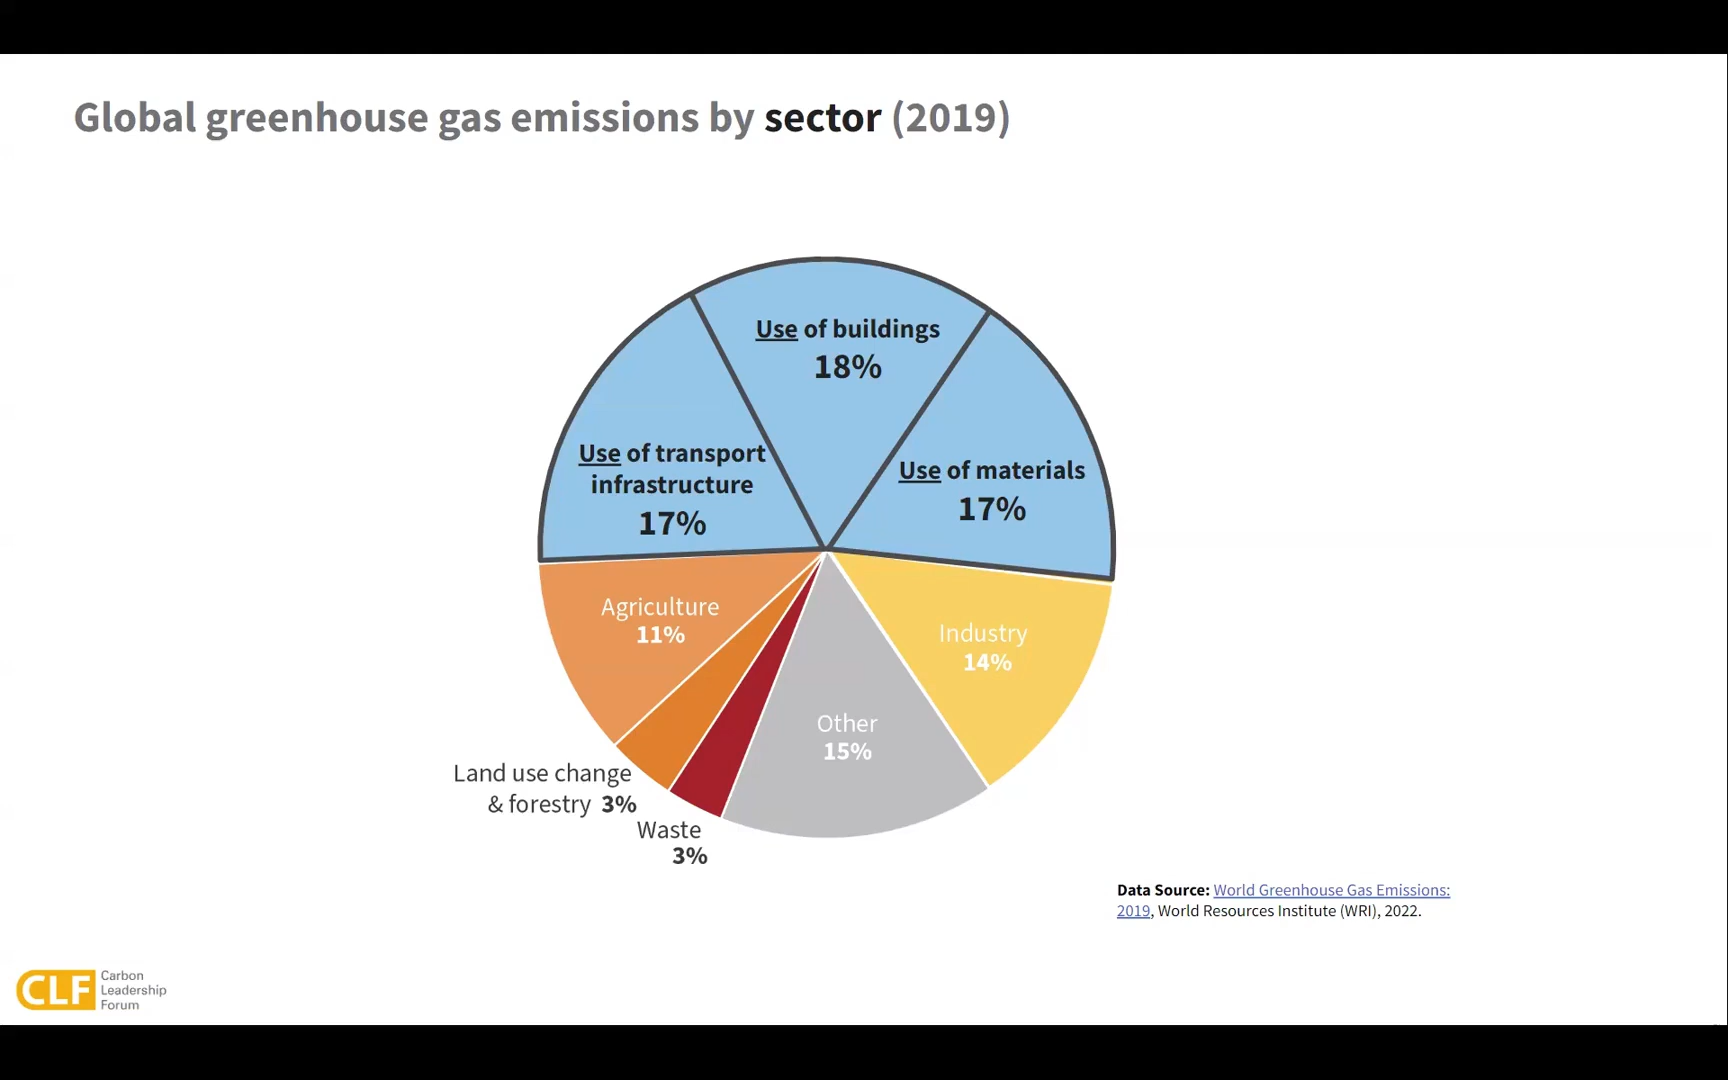 Global greenhouse gas emissions by sector (2019)
Use of buildings
18%
Use of transport
infrastructure
17%
Use of materials
17%
Agriculture
11%
Industry
14%
Other
15%
Land use change
& forestry 3%
Waste
3%
Data Source: World Greenhouse Gas Emissions:
2019, World Resources Institute (WRI), 2022.
CLF
Carbon
Leadership
Forum